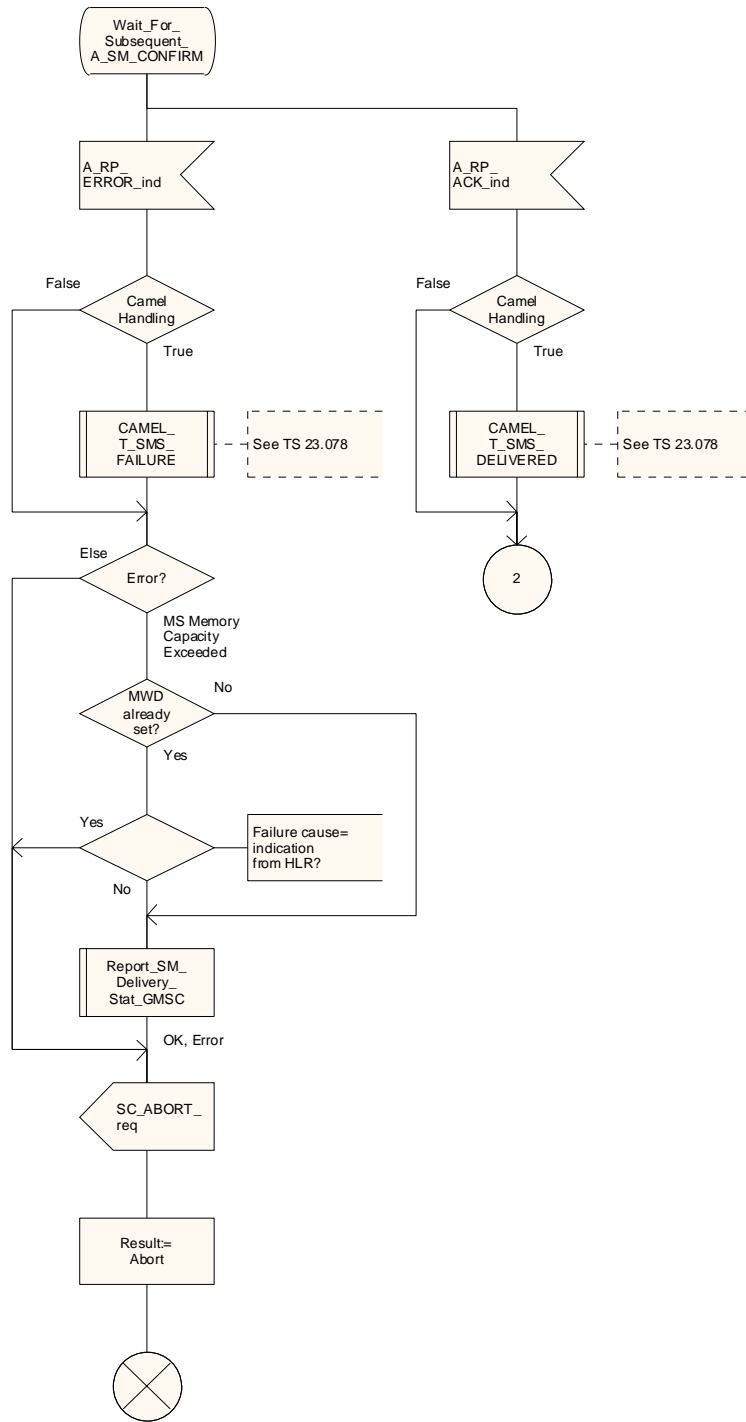 Wait_For_
Subsequent_
A_SM_CONFIRM
A_RP_
ERROR_ind
A_RP_
ACK_ind
False
Camel
Handling
True
False
Camel
Handling
True
CAMEL_
T_SMS_
FAILURE
See TS 23.078
CAMEL_
T_SMS_
DELIVERED
See TS 23.078
Else
Error?
2
MS Memory
Capacity
Exceeded
MWD
already
set?
No
Yes
Yes
Failure cause=
indication
from HLR?
No
Report_SM_
Delivery_
Stat_GMSC
OK, Error
SC_ABORT_
req
Result:=
Abort